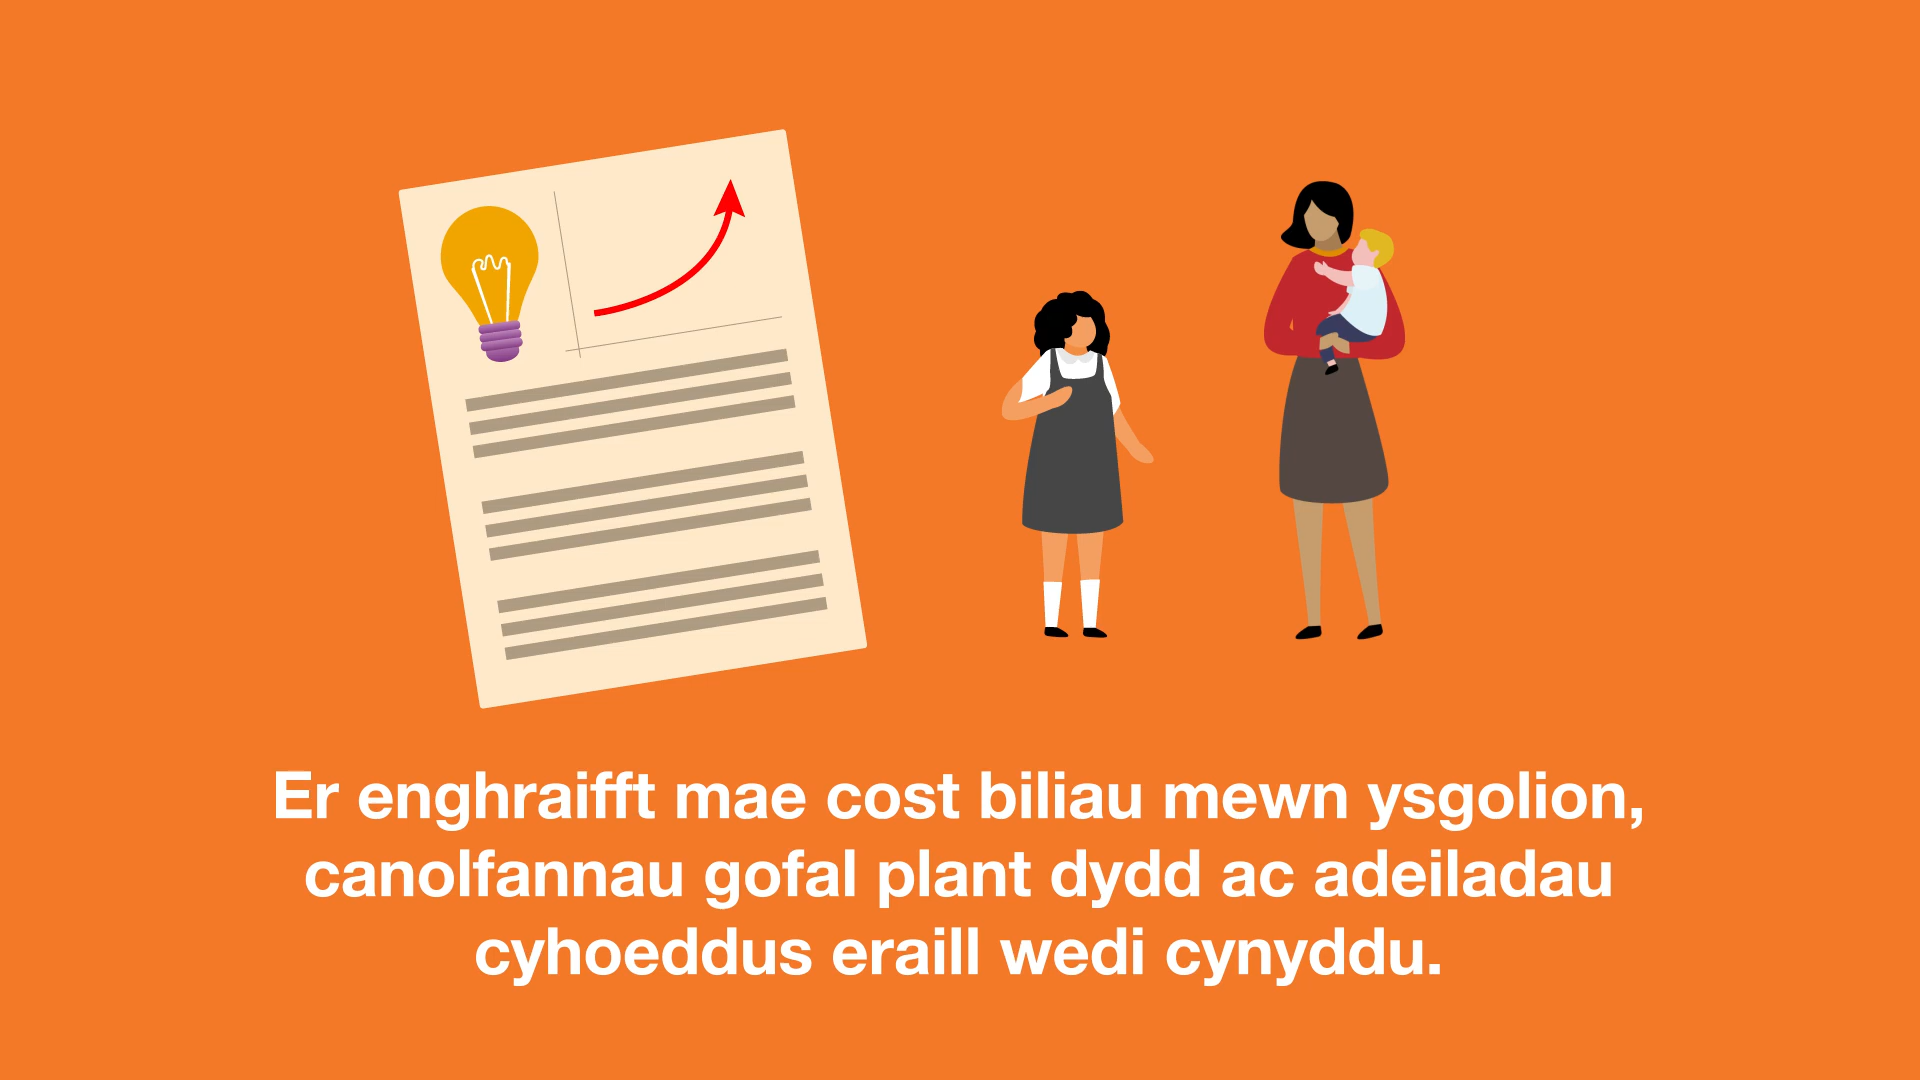 Er enghraifft mae cost biliau mewn ysgolion,
canolfannau gofal plant dydd ac adeiladau
cyhoeddus eraill wedi cynyddu.